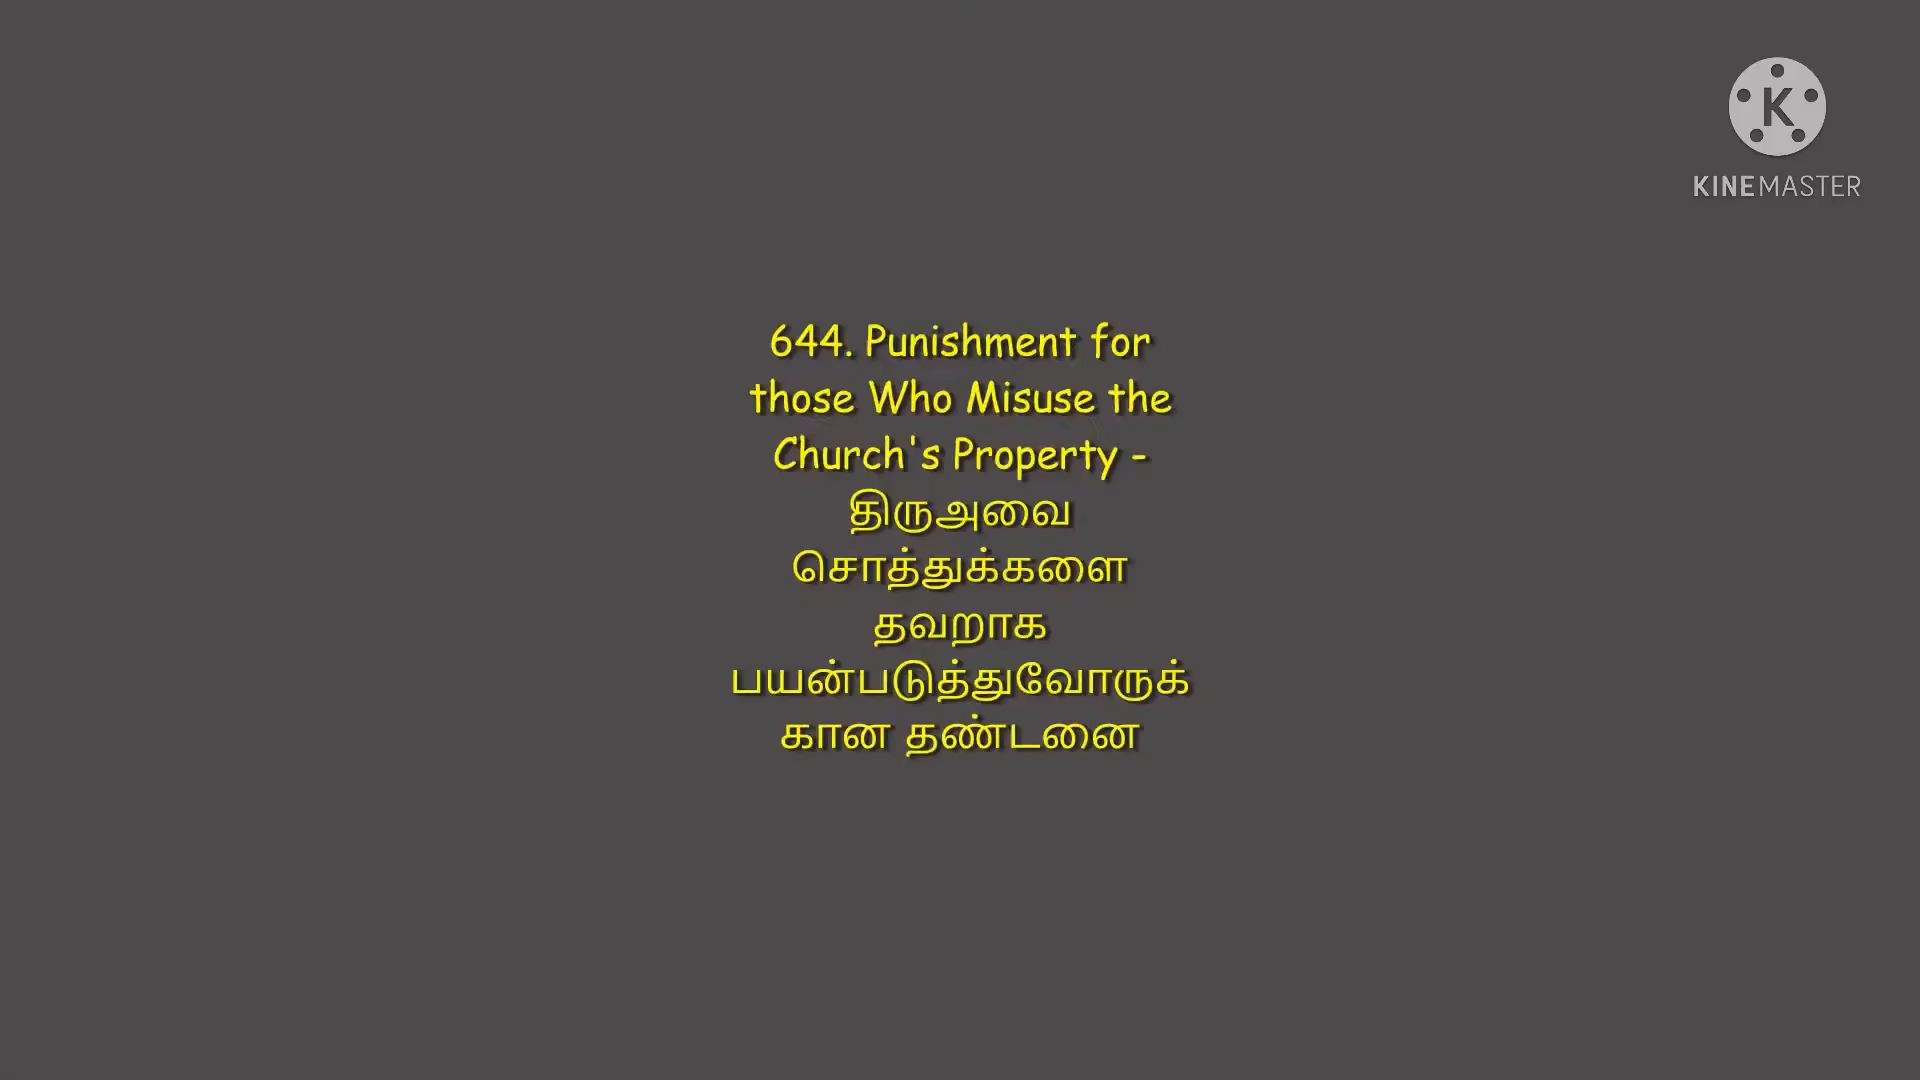 K
KINEMASTER
644. Punishment for
those Who Misuse the
Church's Property -
திருஅவை
சொத்துக்களை
தவறாக
பயன்படுத்துவோருக்
கான தண்டனை